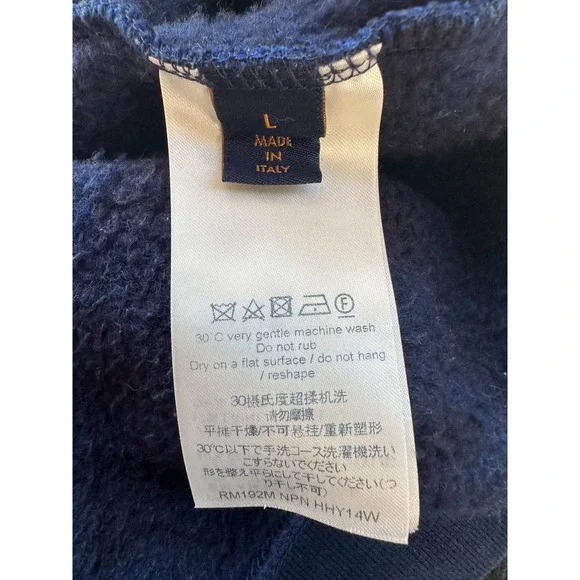 L
MADE
IN
ITALY
F
30 C very gentle machine wash
Do not rub
Dry on a flat surface / do not hang
/ reshape
30摄氏度超柔机洗
请勿摩擦
平摊干燥/不可悬挂/重新塑形
30℃以下で手洗コース洗濯機洗い
こすらないでください
形を整え平らにして干してください(つ
り干し不可)
RM192M NPN HHY14W